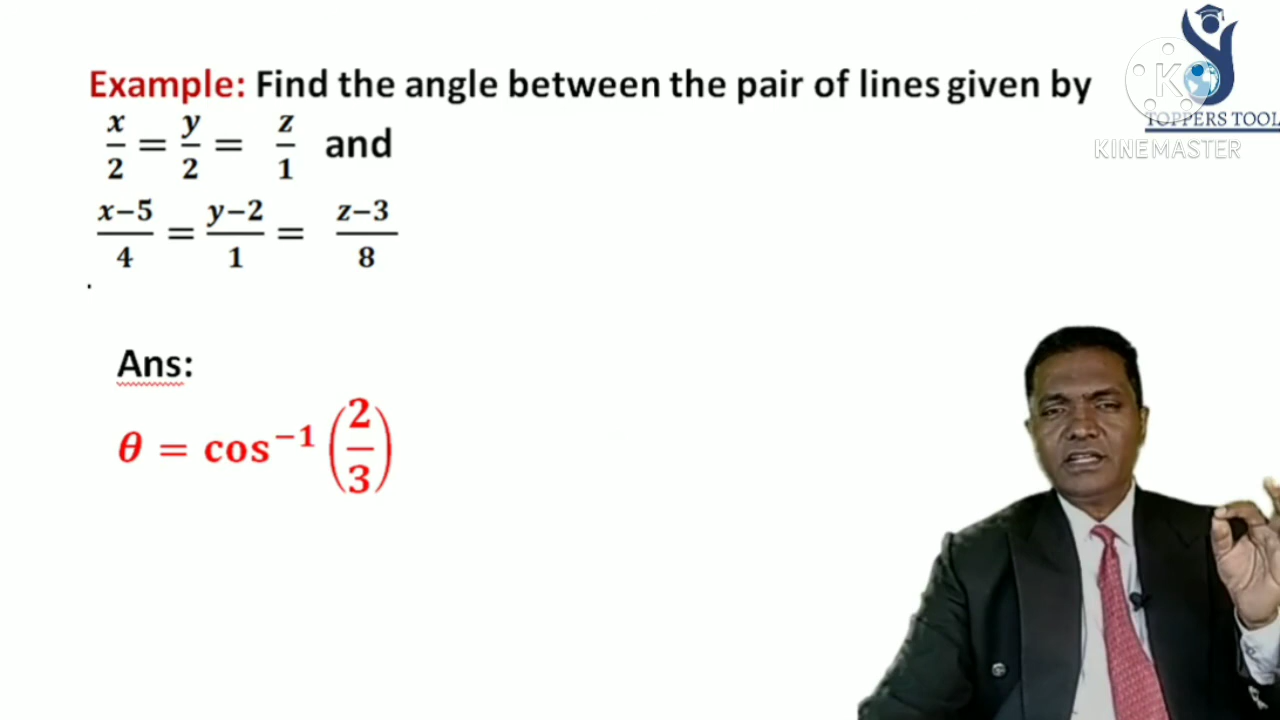 Example: Find the angle between the pair of lines given by
x/2 = y/2 = z/1 and
x−5/4 = y−2/1 = z−3/8
.
Ans:
θ = cos⁻¹ (2/3)
K
TOPPERS TOOL
KINEMASTER